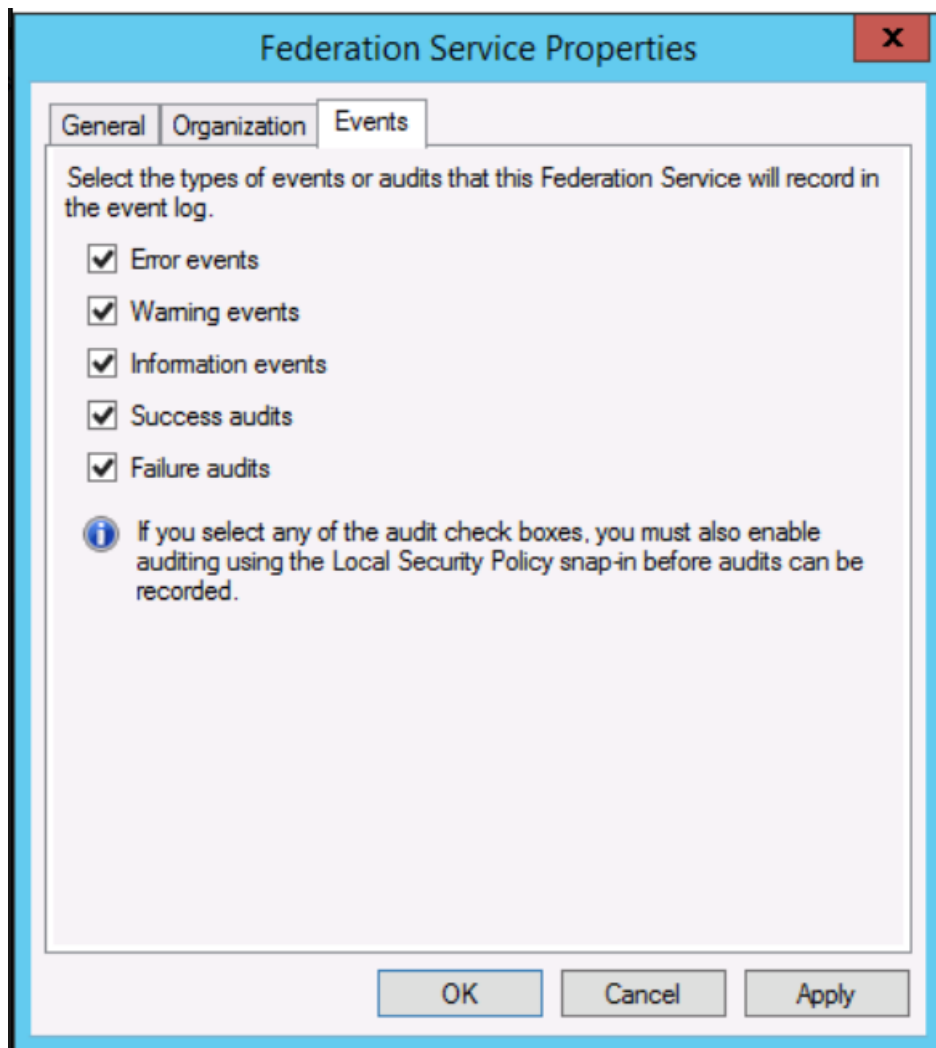 Federation Service Properties
x
General
Organization
Events
Select the types of events or audits that this Federation Service will record in
the event log.
Error events
Warning events
Information events
Success audits
Failure audits
If you select any of the audit check boxes, you must also enable
auditing using the Local Security Policy snap-in before audits can be
recorded.
OK
Cancel
Apply